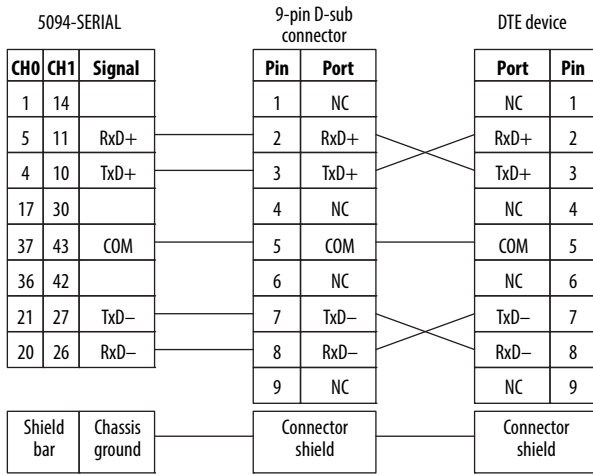 5094-SERIAL 9-pin D-sub connector DTE device
CH0 CH1 Signal Pin Port Port Pin
1 14 1 NC NC 1
5 11 RxD+ 2 RxD+ RxD+ 2
4 10 TxD+ 3 TxD+ TxD+ 3
17 30 4 NC NC 4
37 43 COM 5 COM COM 5
36 42 6 NC NC 6
21 27 TxD– 7 TxD– TxD– 7
20 26 RxD– 8 RxD– RxD– 8
9 NC NC 9
Shield bar Chassis ground Connector shield Connector shield